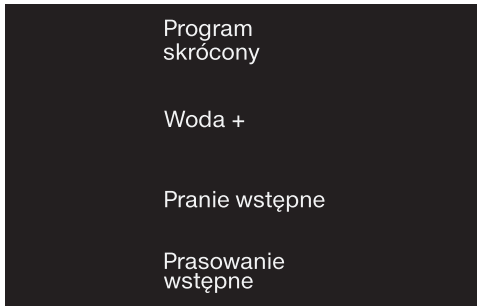 Program
skrócony
Woda +
Pranie wstępne
Prasowanie
wstępne